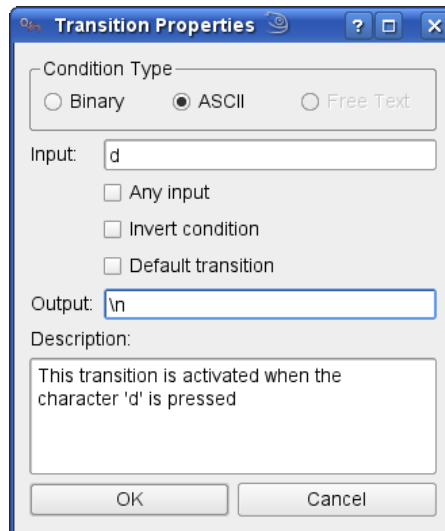 Transition Properties
Condition Type
Binary ASCII Free Text
Input: d
Any input
Invert condition
Default transition
Output: \n
Description:
This transition is activated when the
character 'd' is pressed
OK Cancel